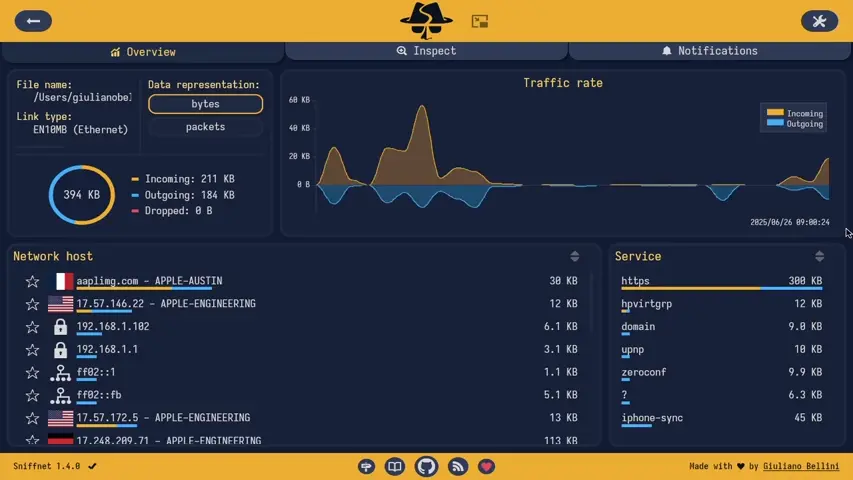 Overview
Inspect
Notifications
File name:
/Users/giulianobel
Link type:
EN10MB (Ethernet)
Data representation:
bytes
packets
394 KB
Incoming: 211 KB
Outgoing: 184 KB
Dropped: 0 B
Traffic rate
60 KB
40 KB
20 KB
0 B
Incoming
Outgoing
2025/06/26 09:00:24
Network host
aaplimg.com - APPLE-AUSTIN 30 KB
17.57.146.22 - APPLE-ENGINEERING 12 KB
192.168.1.102 6.1 KB
192.168.1.1 3.1 KB
ff02::1 1.1 KB
ff02::fb 5.1 KB
17.57.172.5 - APPLE-ENGINEERING 13 KB
17.248.209.71 - APPLE-ENGINEERING 113 KB
Service
https 300 KB
hpvirtgrp 12 KB
domain 9.0 KB
upnp 10 KB
zeroconf 9.9 KB
? 6.3 KB
iphone-sync 45 KB
Sniffnet 1.4.0
Made with ♥ by Giuliano Bellini